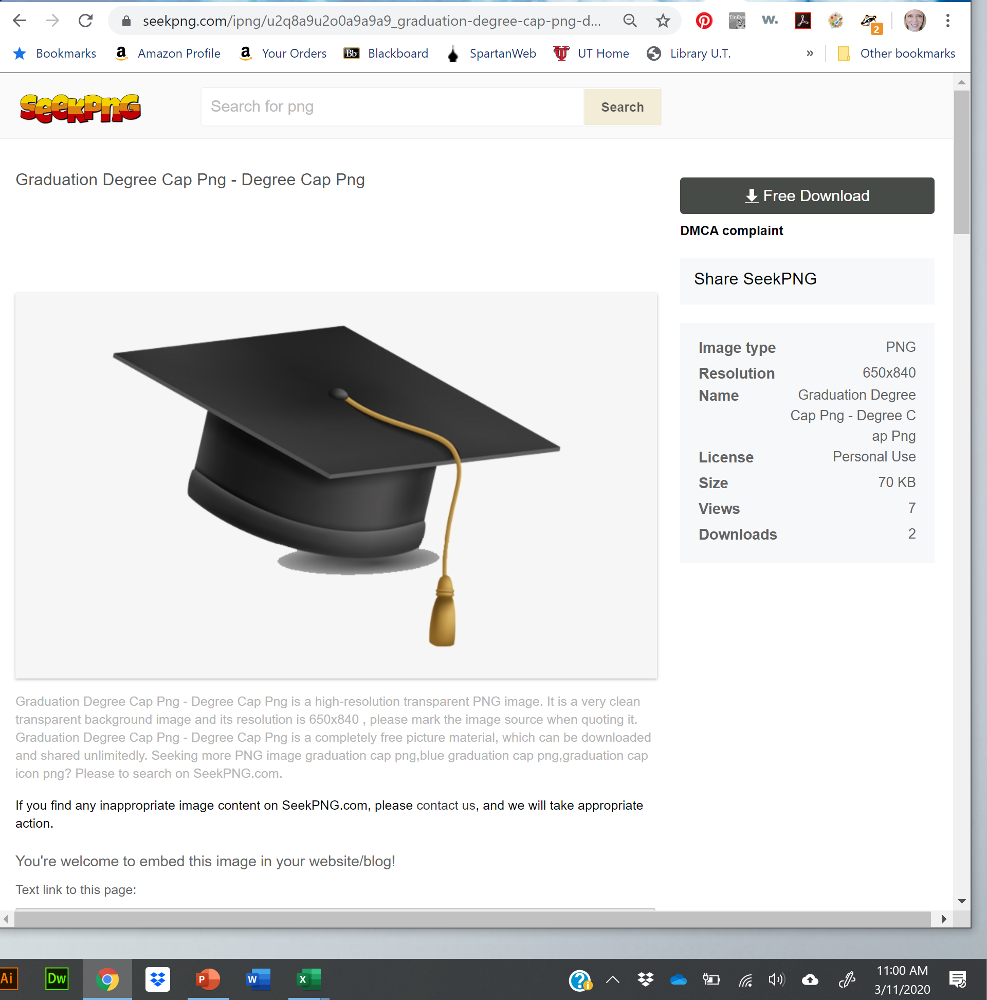 seekpng.com/ipng/u2q8a9u2o0a9a9a9_graduation-degree-cap-png-d...
TinEye
w.
2
Bookmarks
a Amazon Profile
a Your Orders
Bb Blackboard
SpartanWeb
UT Home
Library U.T.
»
Other bookmarks
SeekPnG
Search for png
Search
Graduation Degree Cap Png - Degree Cap Png
Free Download
DMCA complaint
Share SeekPNG
Image type PNG
Resolution 650x840
Name Graduation Degree
Cap Png - Degree C
ap Png
License Personal Use
Size 70 KB
Views 7
Downloads 2
Graduation Degree Cap Png - Degree Cap Png is a high-resolution transparent PNG image. It is a very clean
transparent background image and its resolution is 650x840 , please mark the image source when quoting it.
Graduation Degree Cap Png - Degree Cap Png is a completely free picture material, which can be downloaded
and shared unlimitedly. Seeking more PNG image graduation cap png,blue graduation cap png,graduation cap
icon png? Please to search on SeekPNG.com.
If you find any inappropriate image content on SeekPNG.com, please contact us, and we will take appropriate
action.
You're welcome to embed this image in your website/blog!
Text link to this page:
Ai
Dw
P
W
X
?
i
11:00 AM
3/11/2020